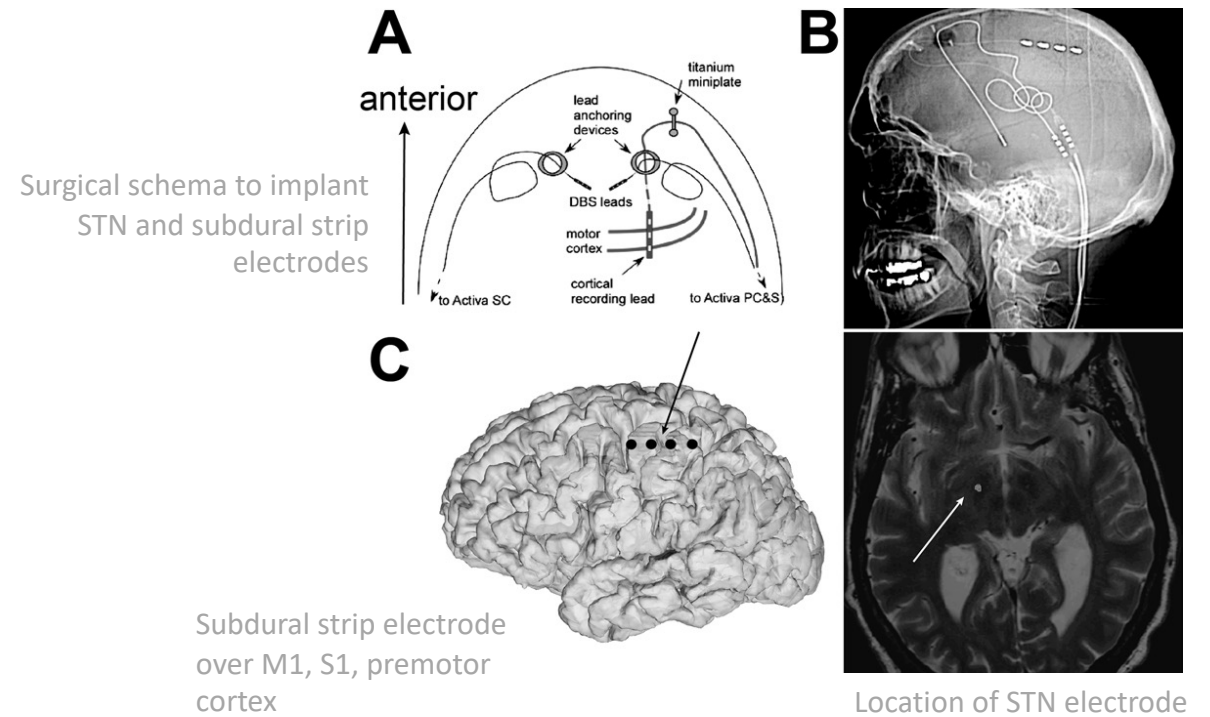 A
B
anterior
titanium
miniplate
lead
anchoring
devices
Surgical schema to implant
STN and subdural strip
electrodes
DBS leads
motor
cortex
cortical
recording lead
to Activa SC
to Activa PC&S)
C
Subdural strip electrode
over M1, S1, premotor
cortex
Location of STN electrode